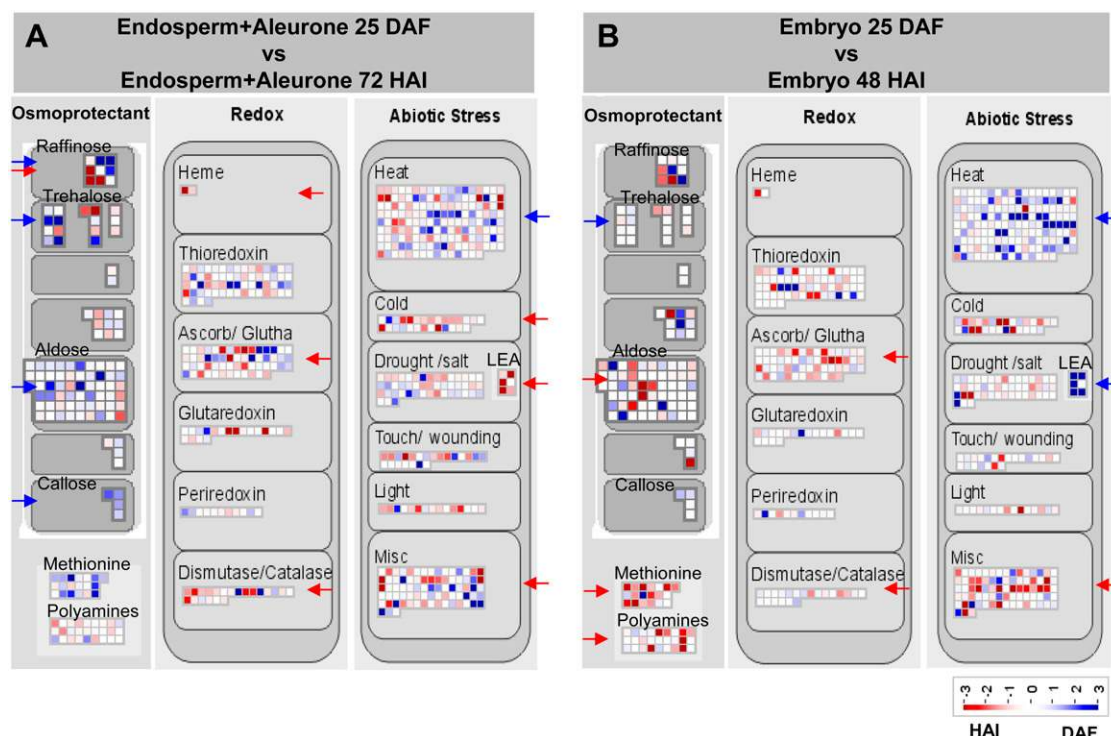 A
Endosperm+Aleurone 25 DAF
vs
Endosperm+Aleurone 72 HAI
Osmoprotectant
Redox
Abiotic Stress
Raffinose
Trehalose
Aldose
Callose
Methionine
Polyamines
Heme
Thioredoxin
Ascorb/ Glutha
Glutaredoxin
Periredoxin
Dismutase/Catalase
Heat
Cold
Drought /salt
LEA
Touch/ wounding
Light
Misc
B
Embryo 25 DAF
vs
Embryo 48 HAI
Osmoprotectant
Redox
Abiotic Stress
Raffinose
Trehalose
Aldose
Callose
Methionine
Polyamines
Heme
Thioredoxin
Ascorb/ Glutha
Glutaredoxin
Periredoxin
Dismutase/Catalase
Heat
Cold
Drought /salt
LEA
Touch/ wounding
Light
Misc
-3 -2 -1 0 1 2 3
HAI DAF